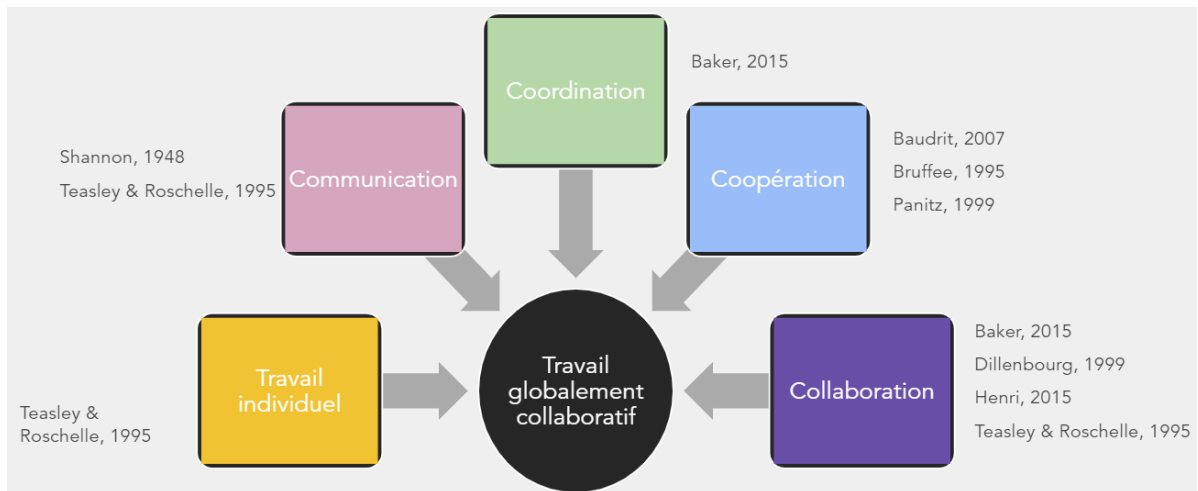 Coordination
Baker, 2015
Shannon, 1948
Teasley & Roschelle, 1995
Communication
Coopération
Baudrit, 2007
Bruffee, 1995
Panitz, 1999
Teasley &
Roschelle, 1995
Travail
individuel
Travail
globalement
collaboratif
Collaboration
Baker, 2015
Dillenbourg, 1999
Henri, 2015
Teasley & Roschelle, 1995